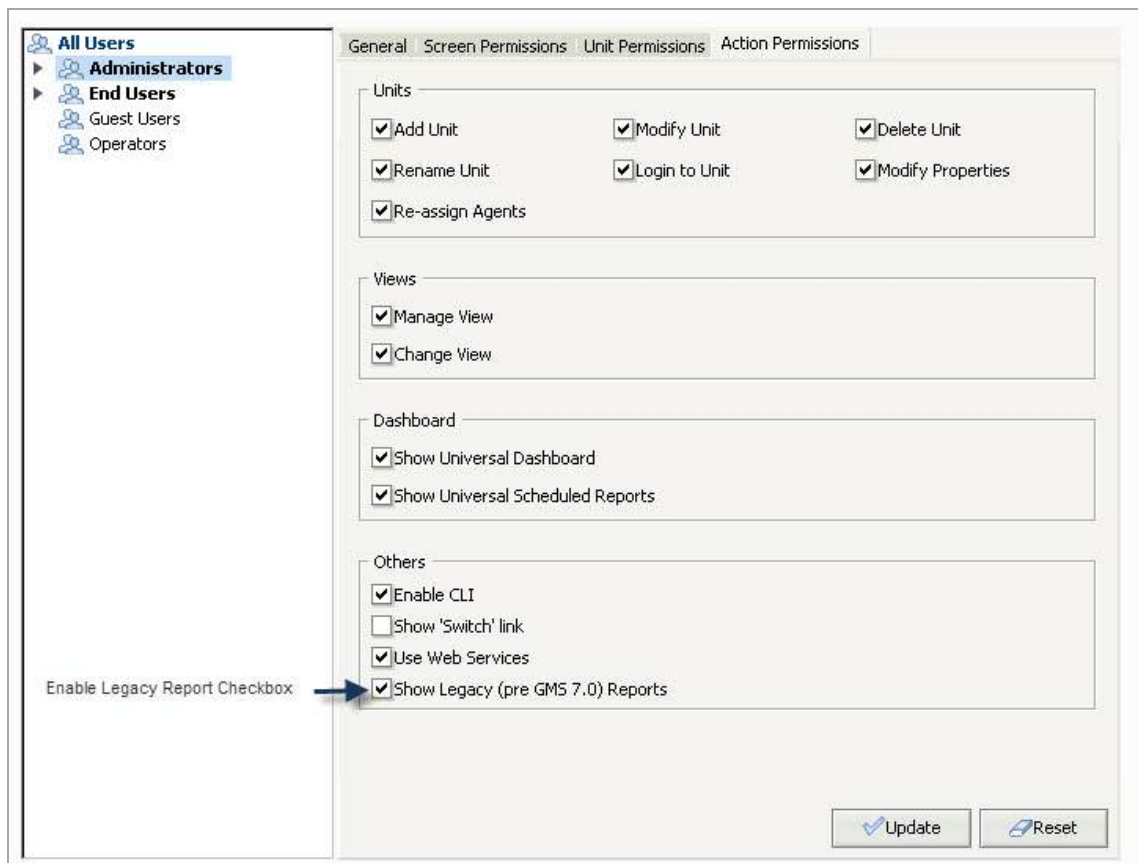 All Users
Administrators
End Users
Guest Users
Operators
General Screen Permissions Unit Permissions Action Permissions
Units
Add Unit Modify Unit Delete Unit
Rename Unit Login to Unit Modify Properties
Re-assign Agents
Views
Manage View
Change View
Dashboard
Show Universal Dashboard
Show Universal Scheduled Reports
Others
Enable CLI
Show 'Switch' link
Use Web Services
Enable Legacy Report Checkbox
Show Legacy (pre GMS 7.0) Reports
Update Reset